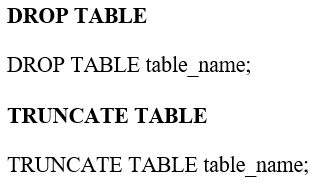 DROP TABLE
DROP TABLE table_name;
TRUNCATE TABLE
TRUNCATE TABLE table_name;